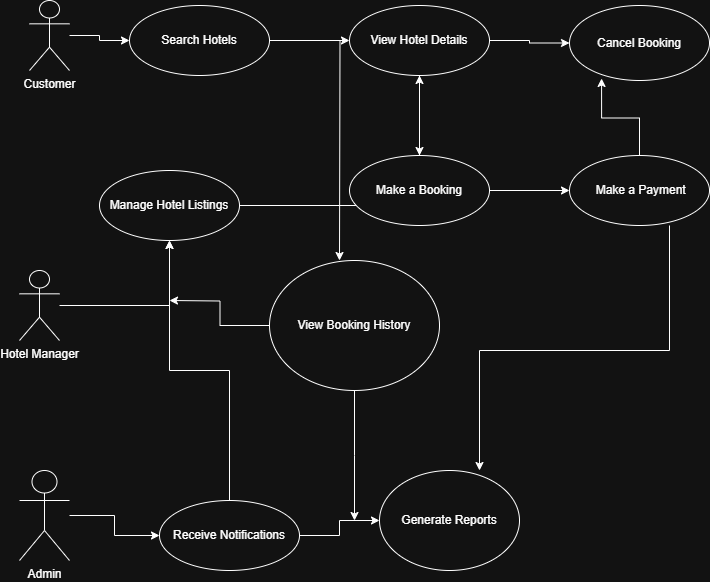 Search Hotels
View Hotel Details
Cancel Booking
Customer
Make a Booking
Make a Payment
Manage Hotel Listings
View Booking History
Hotel Manager
Generate Reports
Receive Notifications
Admin